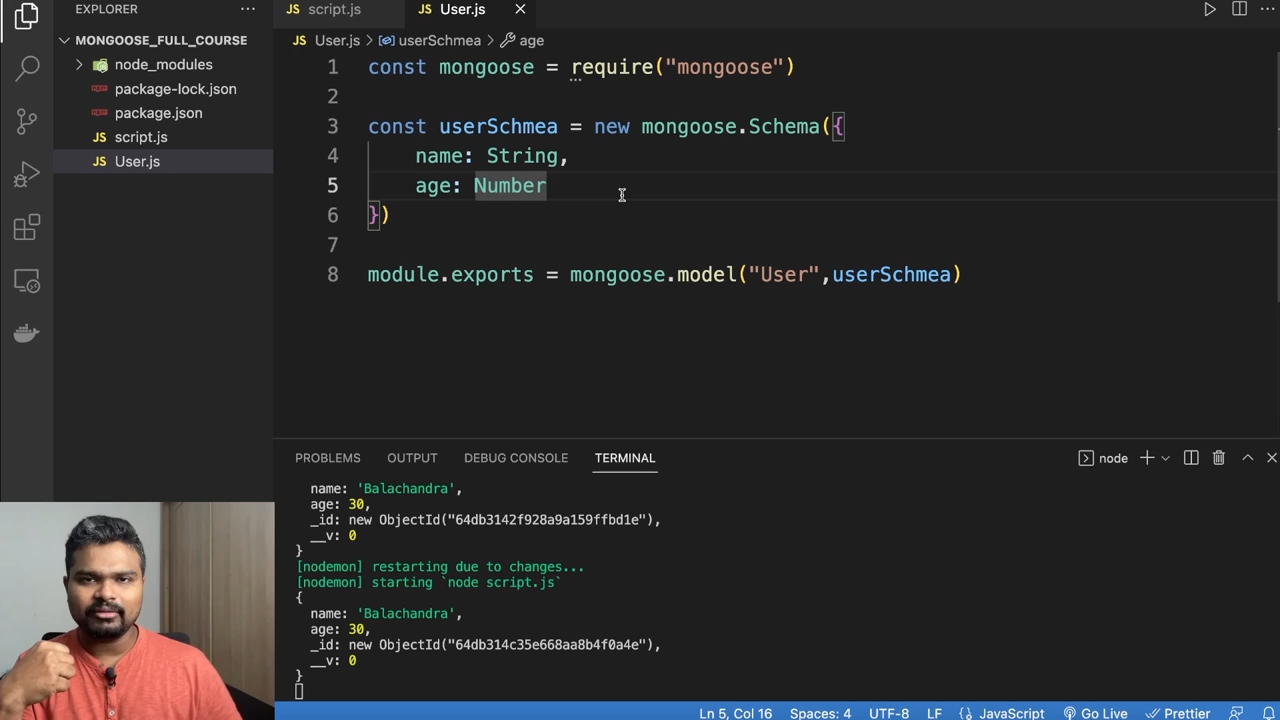 EXPLORER
MONGOOSE_FULL_COURSE
node_modules
package-lock.json
package.json
JS script.js
JS User.js
JS script.js
JS User.js
JS User.js > userSchmea > age
1 const mongoose = require("mongoose")
2
3 const userSchmea = new mongoose.Schema({
4 name: String,
5 age: Number
6 })
7
8 module.exports = mongoose.model("User",userSchmea)
PROBLEMS OUTPUT DEBUG CONSOLE TERMINAL
node
name: 'Balachandra',
age: 30,
_id: new ObjectId("64db3142f928a9a159ffbd1e"),
__v: 0
}
[nodemon] restarting due to changes...
[nodemon] starting `node script.js`
{
name: 'Balachandra',
age: 30,
_id: new ObjectId("64db314c35e668aa8b4f0a4e"),
__v: 0
}
Ln 5, Col 16 Spaces: 4 UTF-8 LF {} JavaScript Go Live Prettier